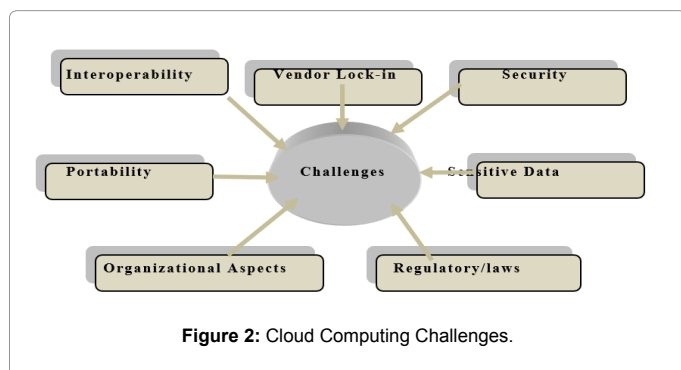 Interoperability
Vendor Lock-in
Security
Portability
Challenges
Sensitive Data
Organizational Aspects
Regulatory/laws
Figure 2: Cloud Computing Challenges.